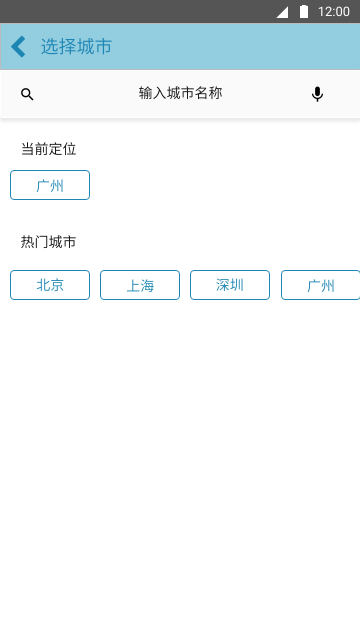 12:00
选择城市
输入城市名称
当前定位
广州
热门城市
北京 上海 深圳 广州